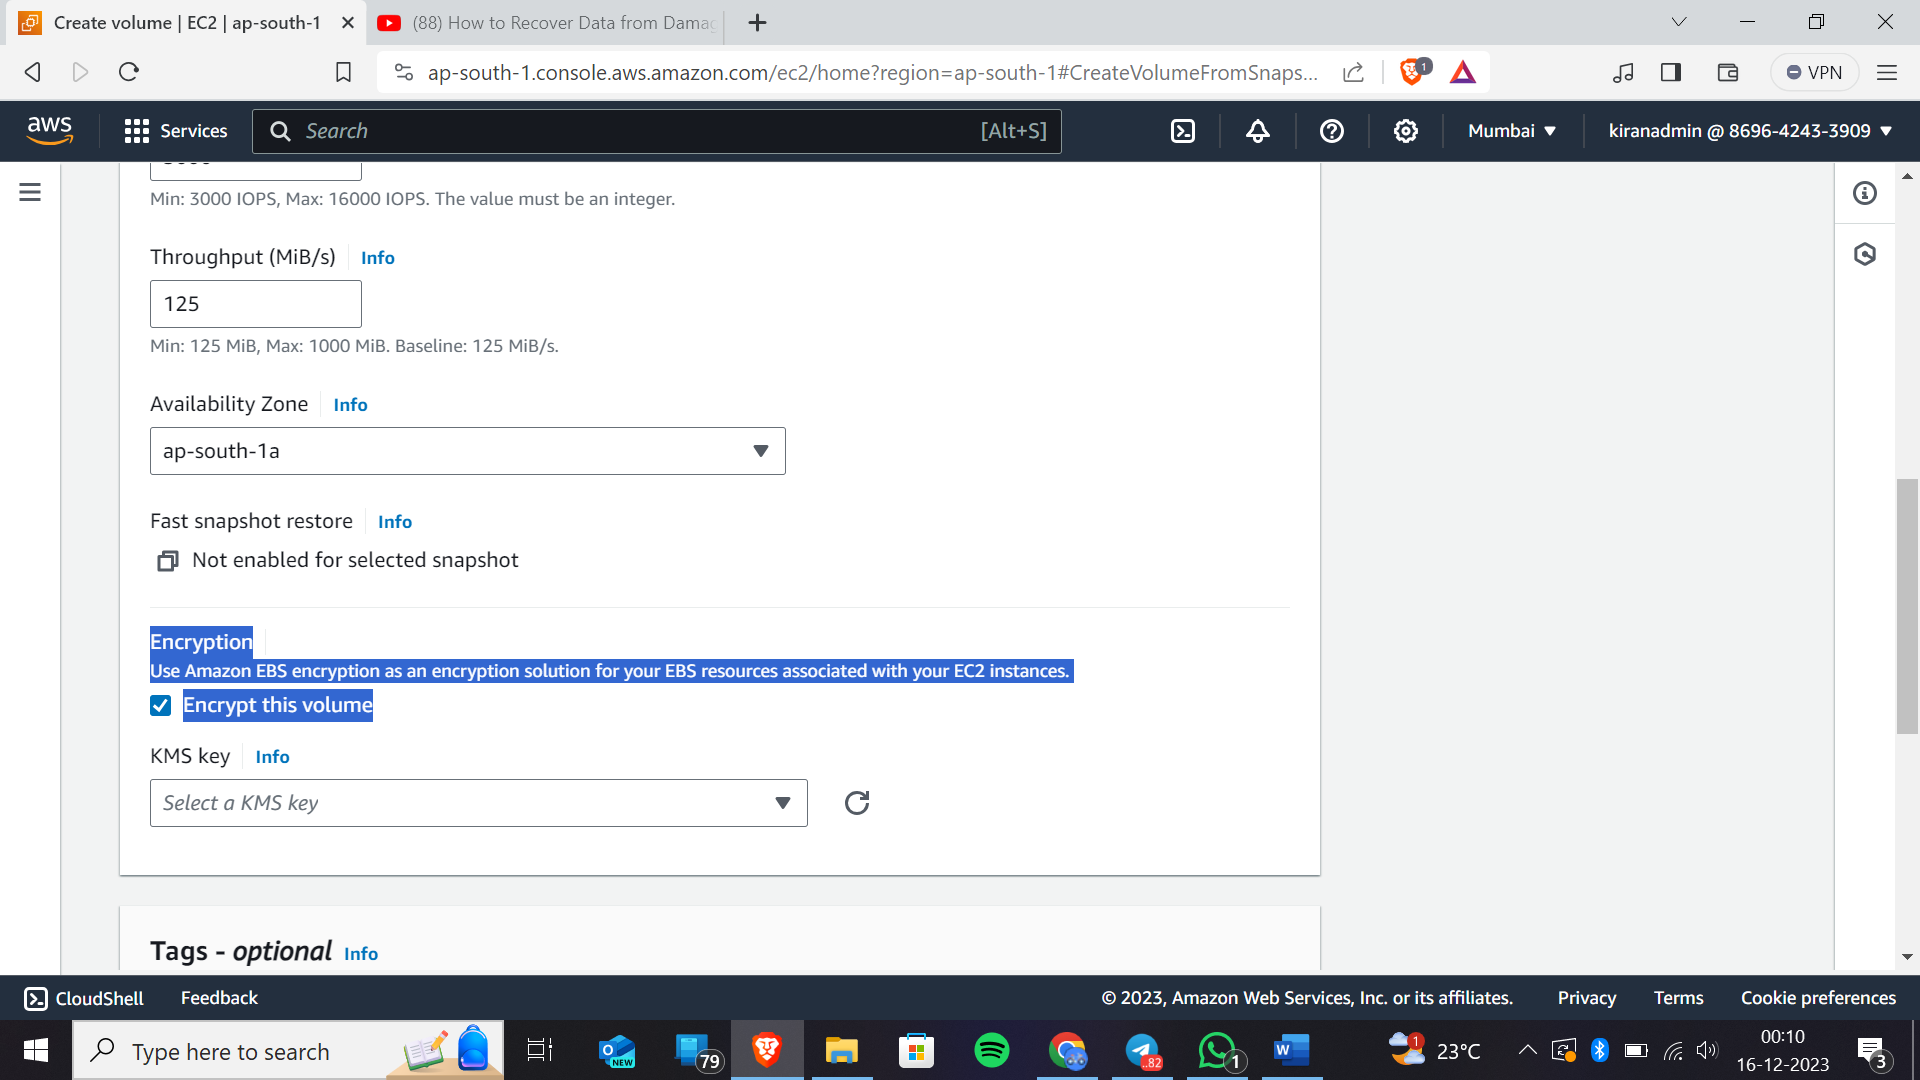 Create volume | EC2 | ap-south-1
(88) How to Recover Data from Damag
ap-south-1.console.aws.amazon.com/ec2/home?region=ap-south-1#CreateVolumeFromSnaps...
1
VPN
aws
Services
Search
[Alt+S]
Mumbai
kiranadmin @ 8696-4243-3909
Min: 3000 IOPS, Max: 16000 IOPS. The value must be an integer.
Throughput (MiB/s)
Info
125
Min: 125 MiB, Max: 1000 MiB. Baseline: 125 MiB/s.
Availability Zone
Info
ap-south-1a
Fast snapshot restore
Info
Not enabled for selected snapshot
Encryption
Use Amazon EBS encryption as an encryption solution for your EBS resources associated with your EC2 instances.
Encrypt this volume
KMS key
Info
Select a KMS key
Tags - optional
Info
CloudShell
Feedback
© 2023, Amazon Web Services, Inc. or its affiliates.
Privacy
Terms
Cookie preferences
Type here to search
O
NEW
79
..82
1
W
1
23°C
00:10
16-12-2023
3